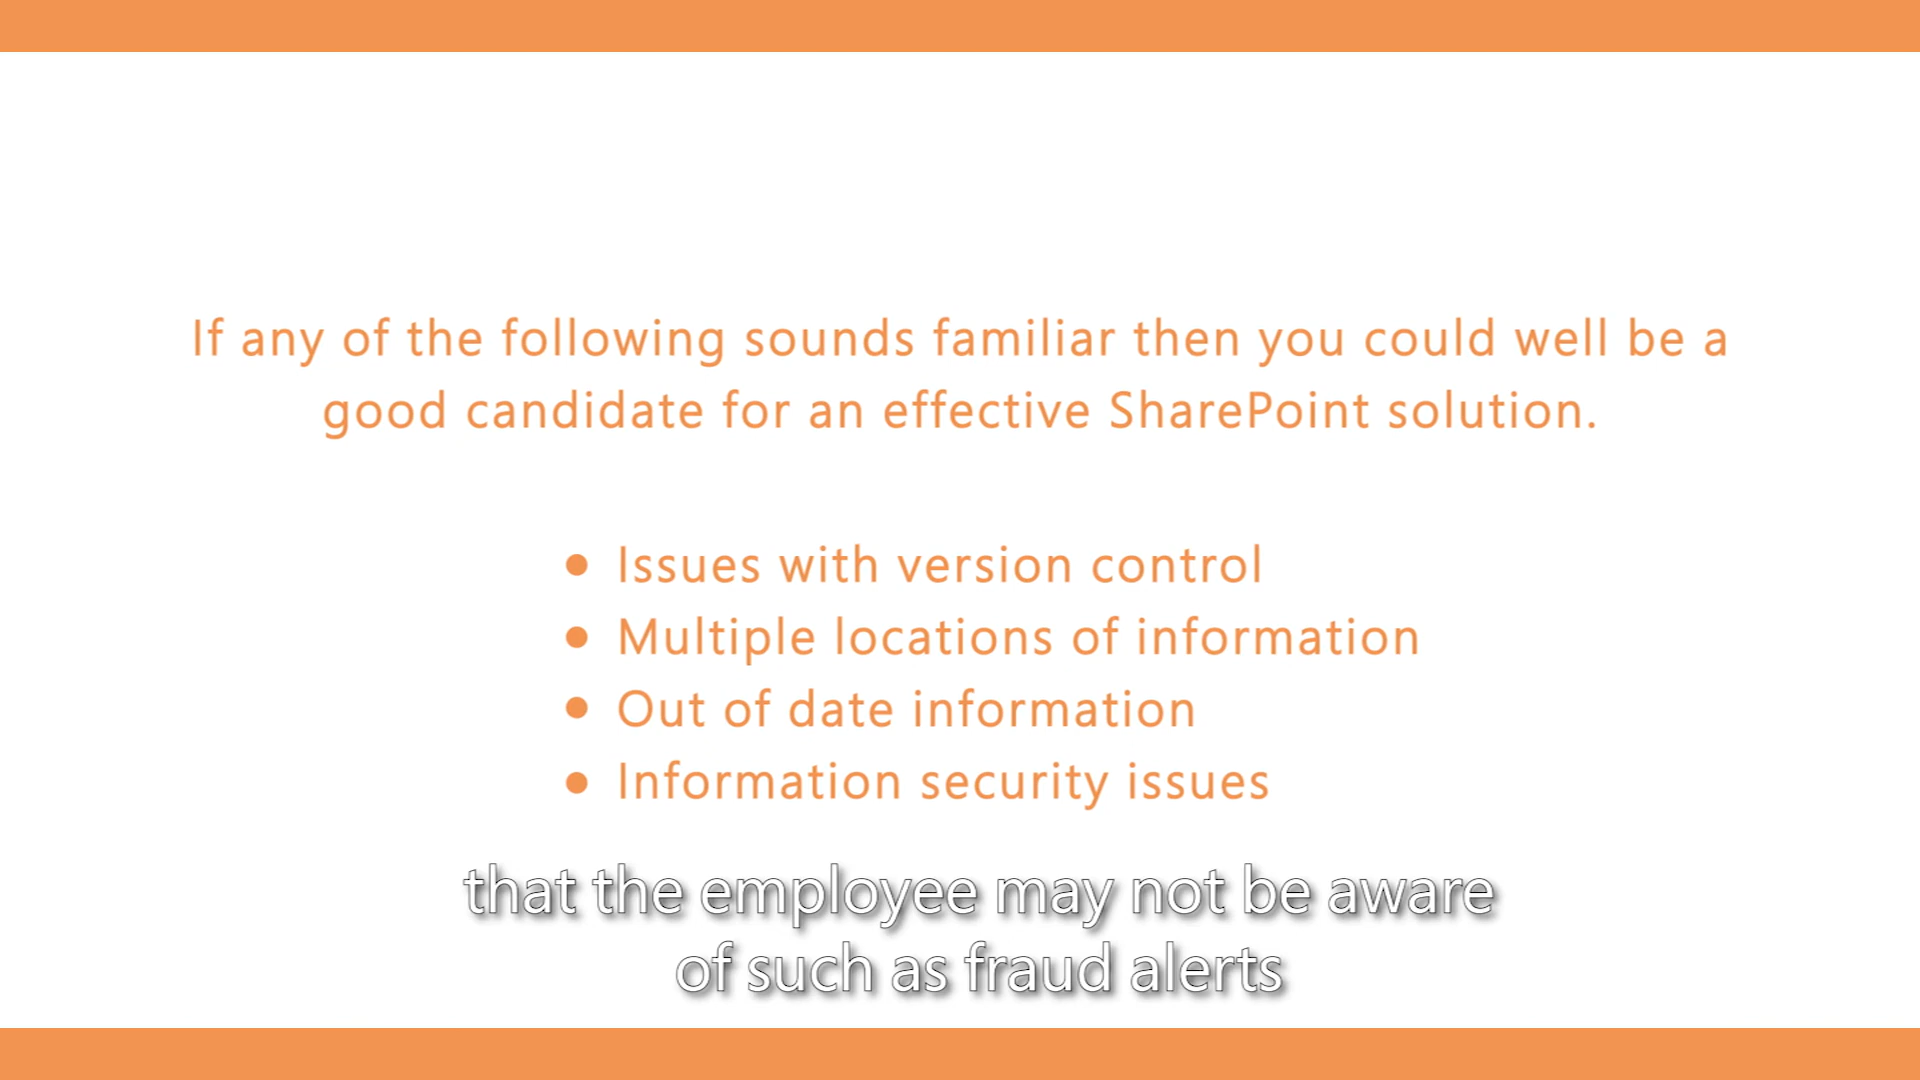 If any of the following sounds familiar then you could well be a
good candidate for an effective SharePoint solution.
• Issues with version control
• Multiple locations of information
• Out of date information
• Information security issues
that the employee may not be aware
of such as fraud alerts